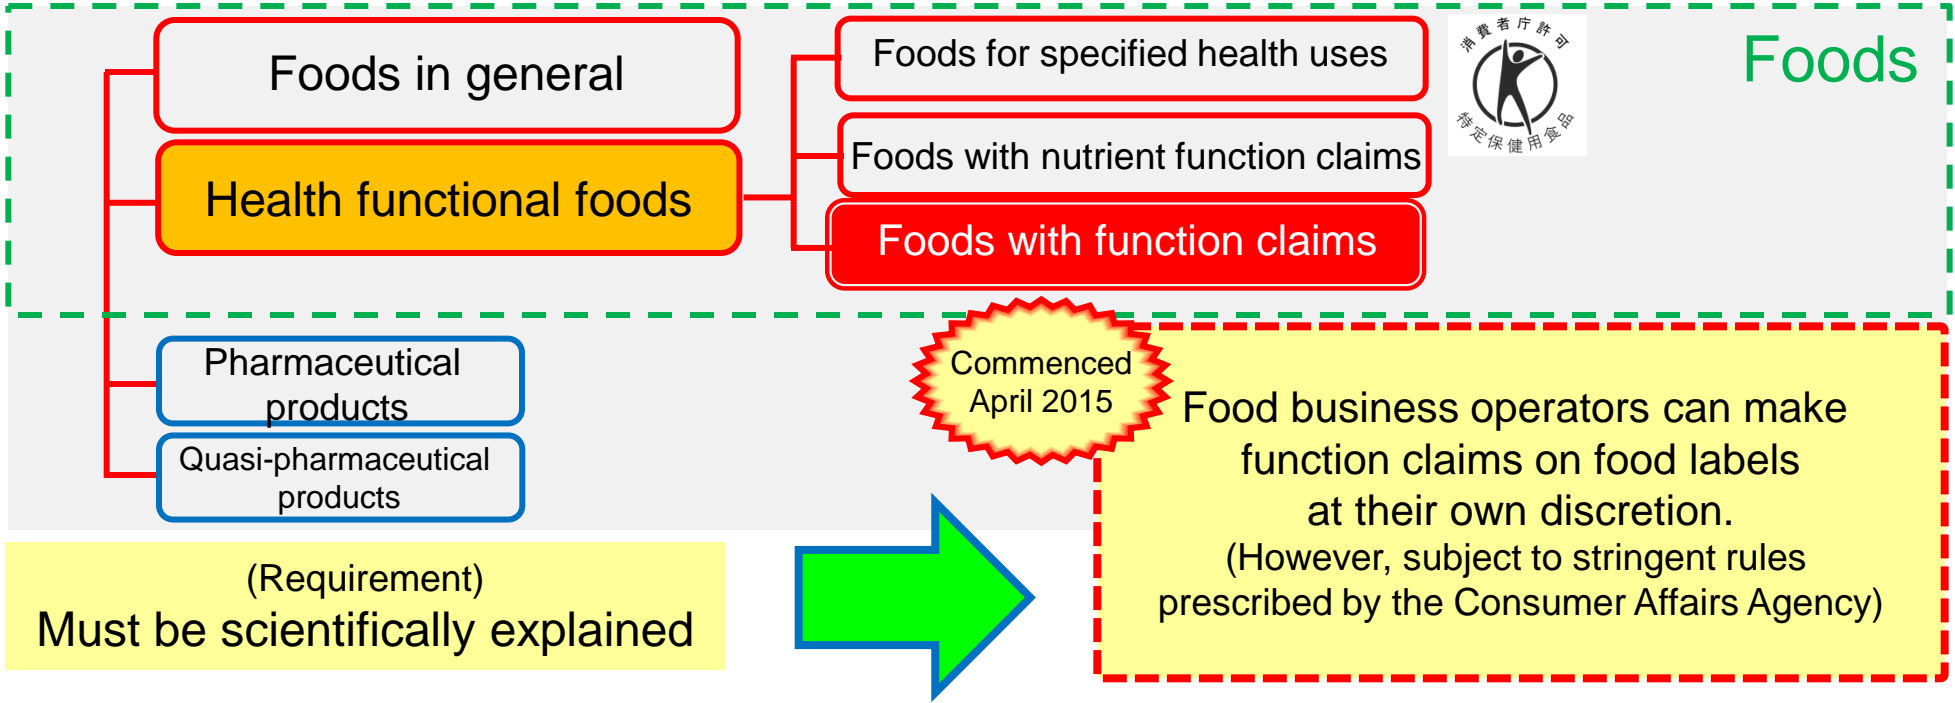 Foods in general
Foods for specified health uses
消費者庁許可
特定保健用食品
Foods
Health functional foods
Foods with nutrient function claims
Foods with function claims
Pharmaceutical
products
Quasi-pharmaceutical
products
Commenced
April 2015
Food business operators can make
function claims on food labels
at their own discretion.
(However, subject to stringent rules
prescribed by the Consumer Affairs Agency)
(Requirement)
Must be scientifically explained